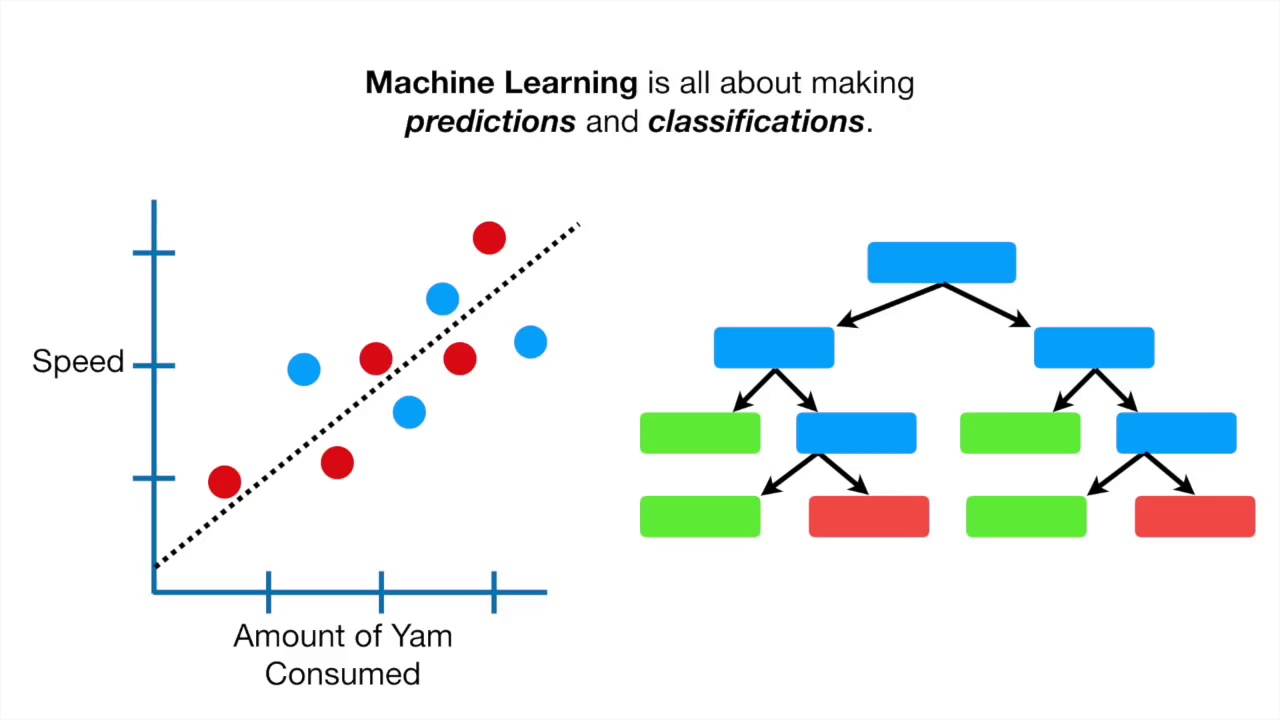 Machine Learning is all about making
predictions and classifications.
Speed
Amount of Yam
Consumed